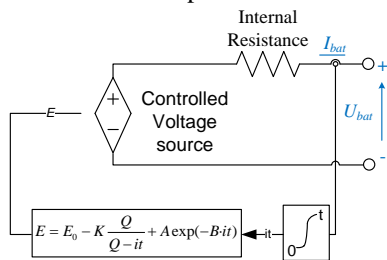 Internal
Resistance
I_bat
+
E
+
−
Controlled
Voltage
source
U_bat
-
E = E_0 − K Q/(Q − it) + A exp(−B·it)
it
t
∫
0